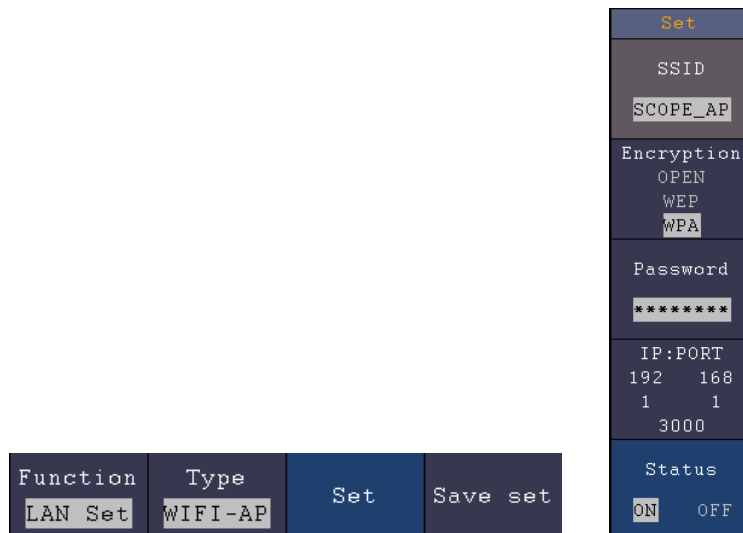 Set
SSID
SCOPE_AP
Encryption
OPEN
WEP
WPA
Password
********
IP:PORT
192 168
1 1
3000
Status
ON OFF
Function Type Set Save set
LAN Set WIFI-AP